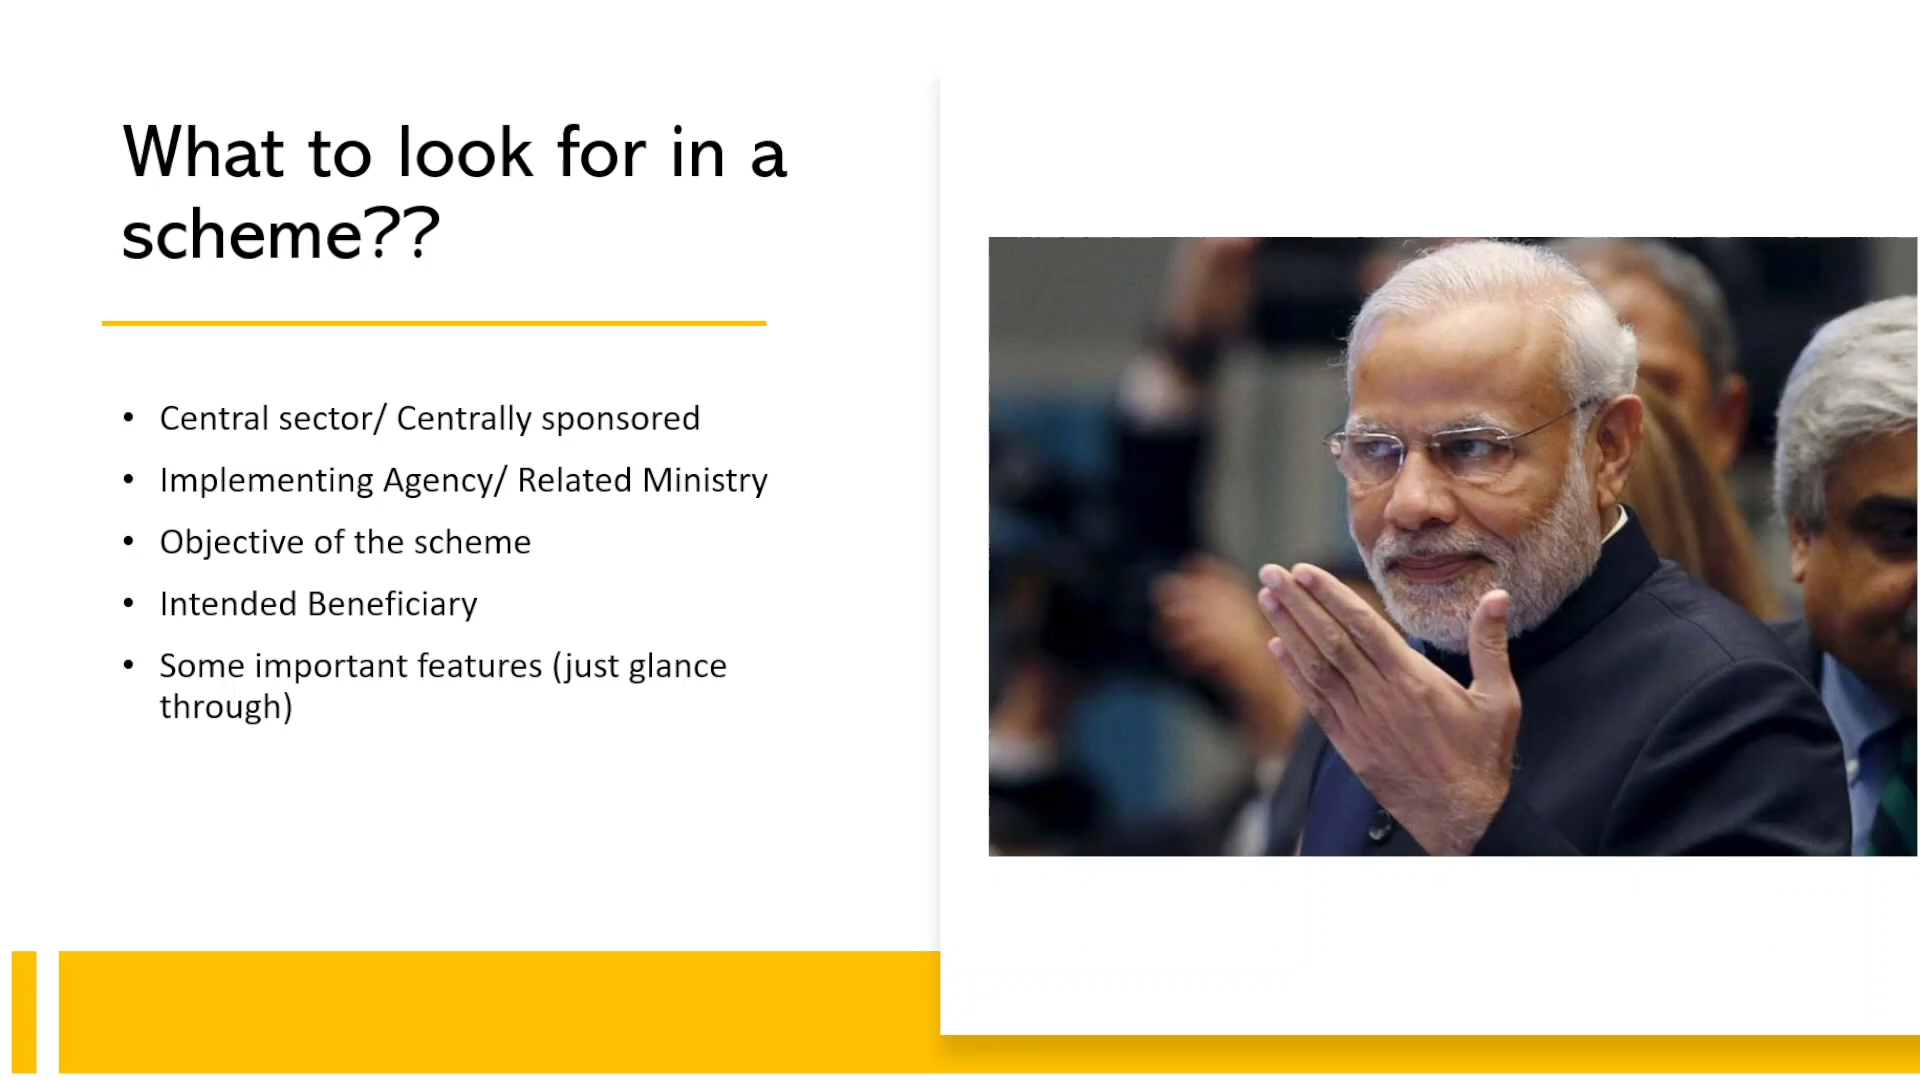 What to look for in a
scheme??
• Central sector/ Centrally sponsored
• Implementing Agency/ Related Ministry
• Objective of the scheme
• Intended Beneficiary
• Some important features (just glance
through)